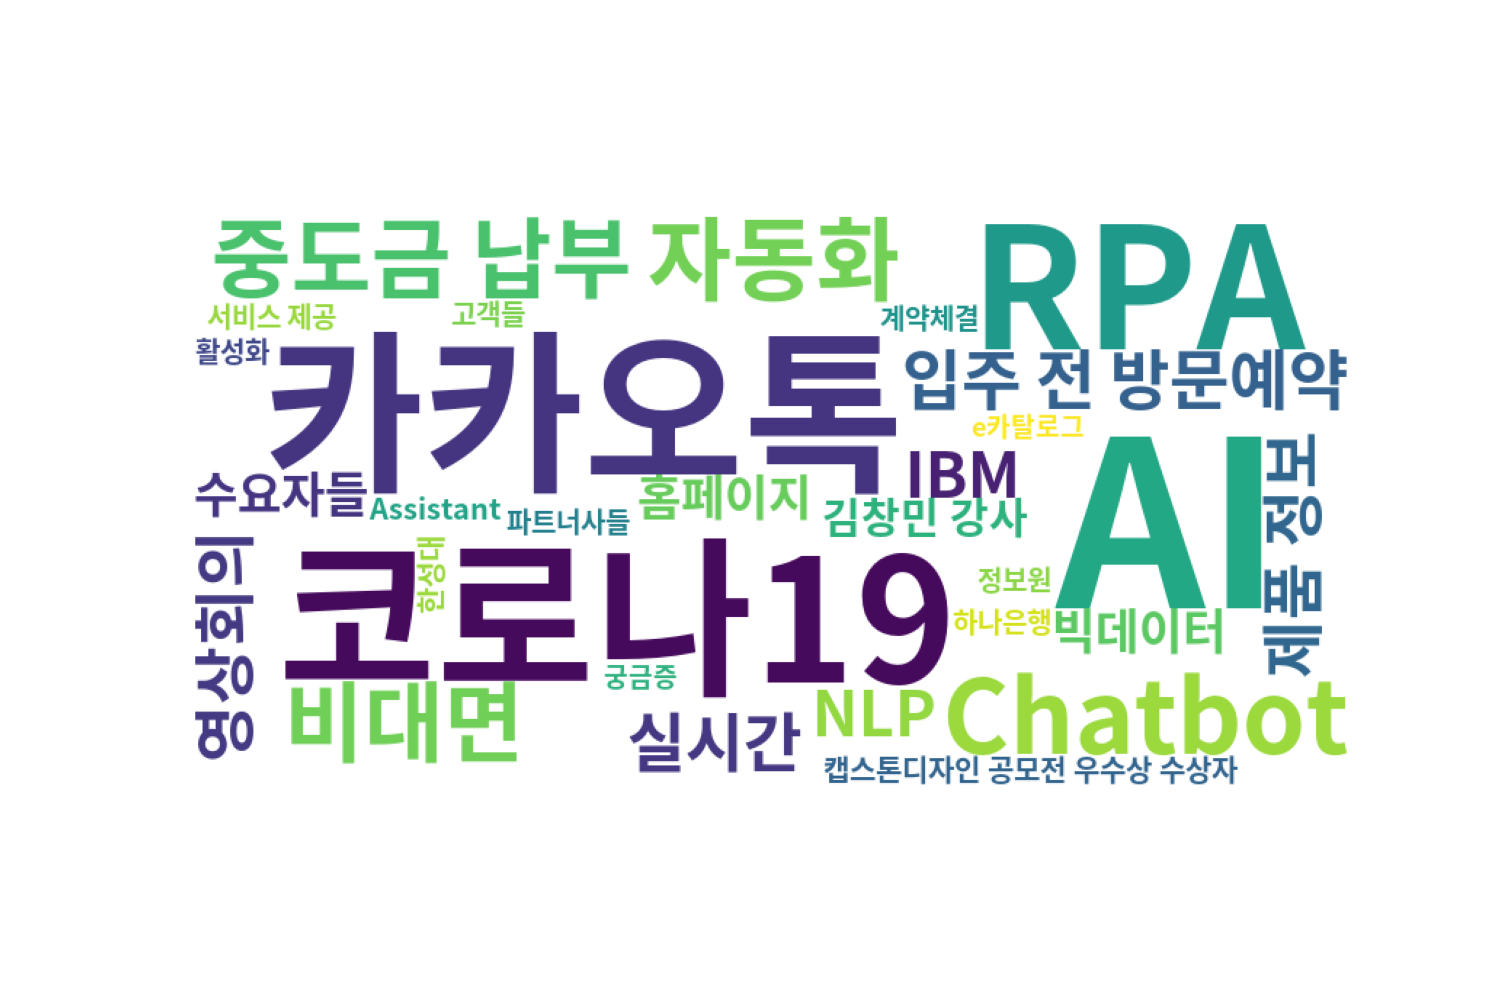 중도금 납부
자동화
RPA
서비스 제공
고객들
계약체결
활성화
카카오톡
입주 전 방문예약
e카탈로그
AI
제품 정보
IBM
수요자들
Assistant
파트너사들
홈페이지
김창민 강사
영상회의
한성대
코로나19
정보원
하나은행
빅데이터
궁금증
비대면
실시간
NLP
Chatbot
캡스톤디자인 공모전 우수상 수상자